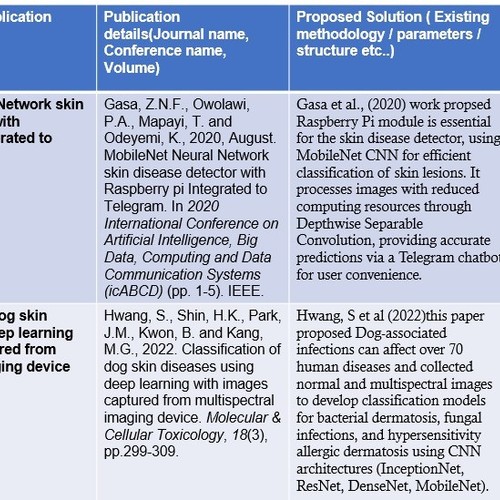 blication
Publication
details(Journal name,
Conference name,
Volume)
Proposed Solution ( Existing
methodology / parameters /
structure etc..)
Network skin
with
rated to
Gasa, Z.N.F., Owolawi,
P.A., Mapayi, T. and
Odeyemi, K., 2020, August.
MobileNet Neural Network
skin disease detector with
Raspberry pi Integrated to
Telegram. In 2020
International Conference on
Artificial Intelligence, Big
Data, Computing and Data
Communication Systems
(icABCD) (pp. 1-5). IEEE.
Gasa et al., (2020) work propsed
Raspberry Pi module is essential
for the skin disease detector, using
MobileNet CNN for efficient
classification of skin lesions. It
processes images with reduced
computing resources through
Depthwise Separable
Convolution, providing accurate
predictions via a Telegram chatbot
for user convenience.
og skin
ep learning
red from
ging device
Hwang, S., Shin, H.K., Park,
J.M., Kwon, B. and Kang,
M.G., 2022. Classification of
dog skin diseases using
deep learning with images
captured from multispectral
imaging device. Molecular &
Cellular Toxicology, 18(3),
pp.299-309.
Hwang, S et al (2022)this paper
proposed Dog-associated
infections can affect over 70
human diseases and collected
normal and multispectral images
to develop classification models
for bacterial dermatosis, fungal
infections, and hypersensitivity
allergic dermatosis using CNN
architectures (InceptionNet,
ResNet, DenseNet, MobileNet).